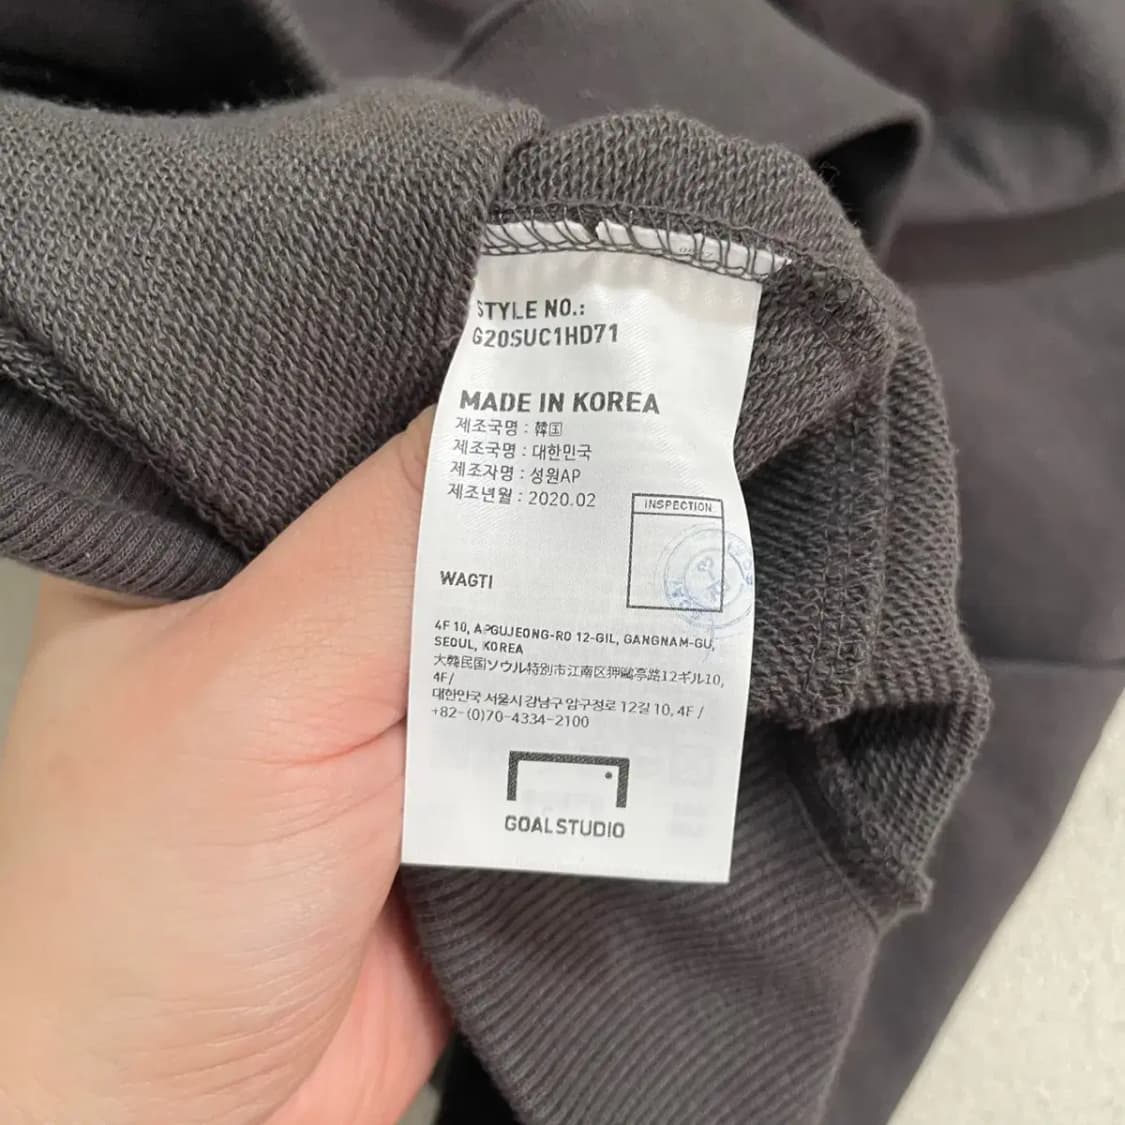 STYLE NO.:
G20SUC1HD71
MADE IN KOREA
제조국명 : 韓国
제조국명 : 대한민국
제조자명 : 성원AP
제조년월 : 2020.02
INSPECTION
WAGTI
4F 10, APGUJEONG-RO 12-GIL, GANGNAM-GU,
SEOUL, KOREA
大韓民国ソウル特別市江南区狎鷗亭路12ギル10,
4F/
대한민국 서울시 강남구 압구정로 12길 10, 4F /
+82-(0)70-4334-2100
GOALSTUDIO